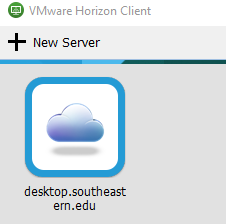 VMware Horizon Client
New Server
desktop.southeast
ern.edu